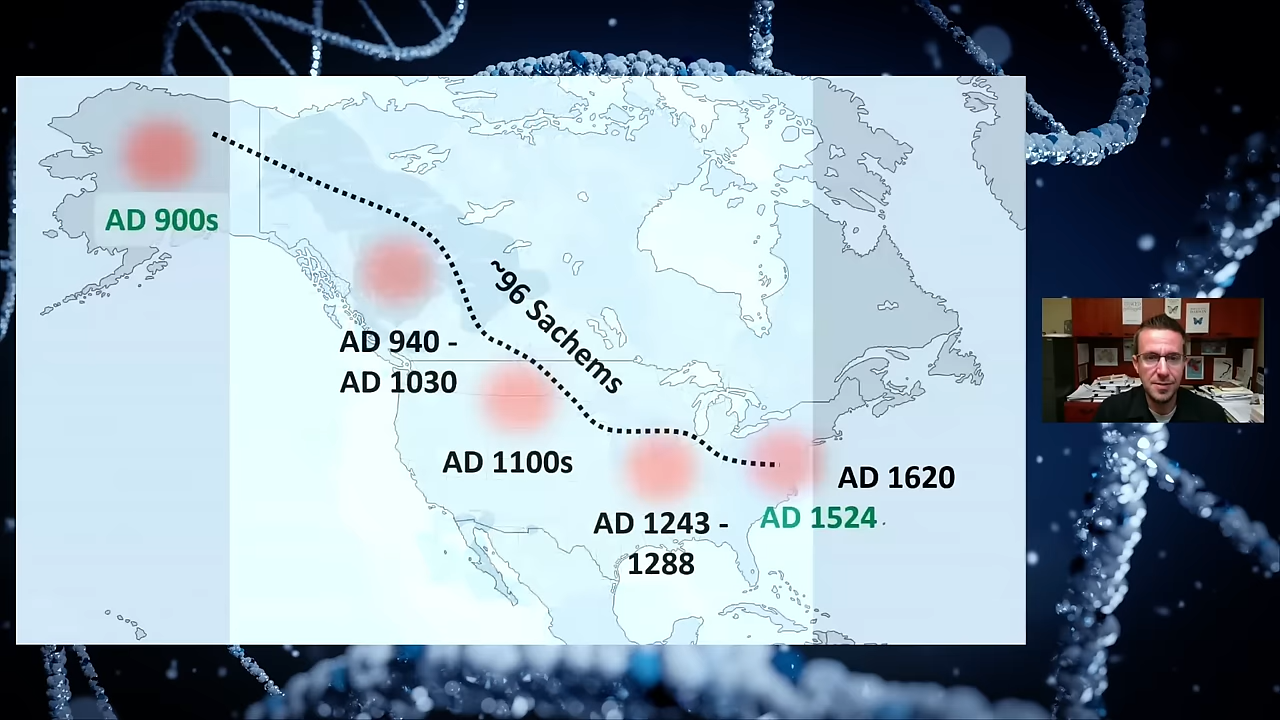 AD 900s
~96 Sachems
AD 940 -
AD 1030
AD 1100s
AD 1620
AD 1243 -
1288
AD 1524